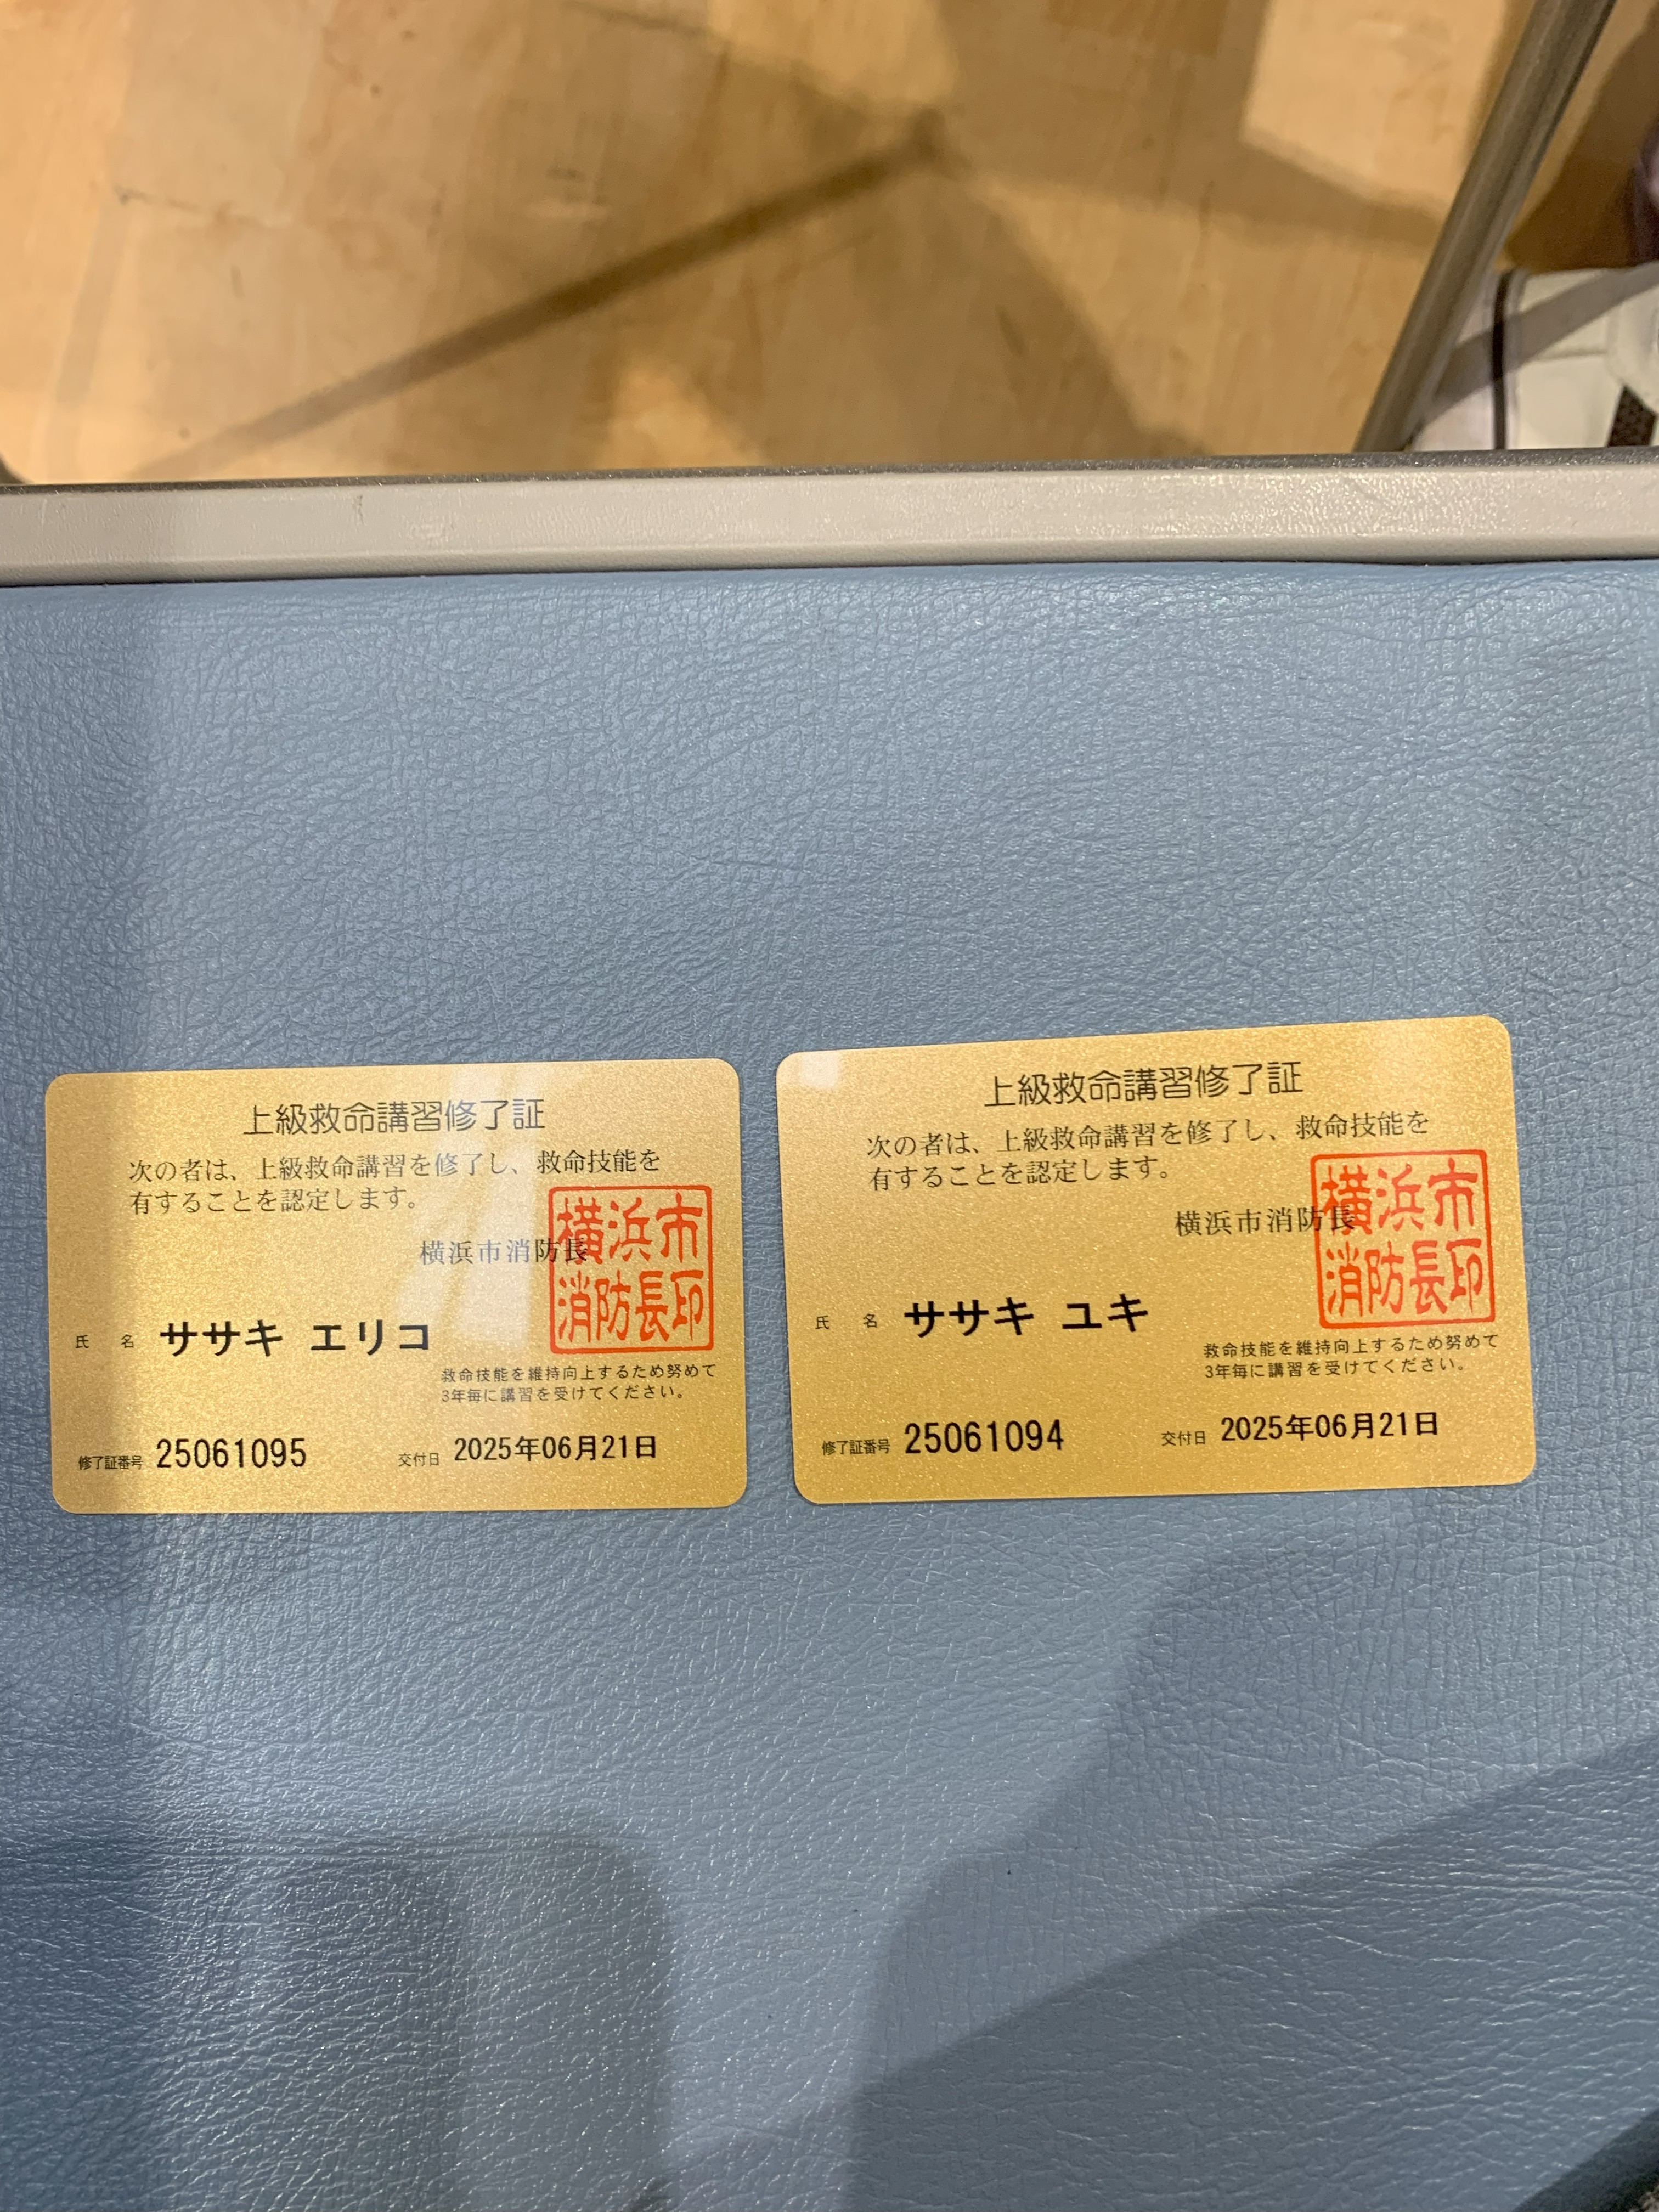 上級救命講習修了証
次の者は、上級救命講習を修了し、救命技能を
有することを認定します。
横浜市消防長
横浜市
消防長印
氏 名 ササキ エリコ
救命技能を維持向上するため努めて
3年毎に講習を受けてください。
修了証番号 25061095 交付日 2025年06月21日
上級救命講習修了証
次の者は、上級救命講習を修了し、救命技能を
有することを認定します。
横浜市消防長
横浜市
消防長印
氏 名 ササキ ユキ
救命技能を維持向上するため努めて
3年毎に講習を受けてください。
修了証番号 25061094 交付日 2025年06月21日